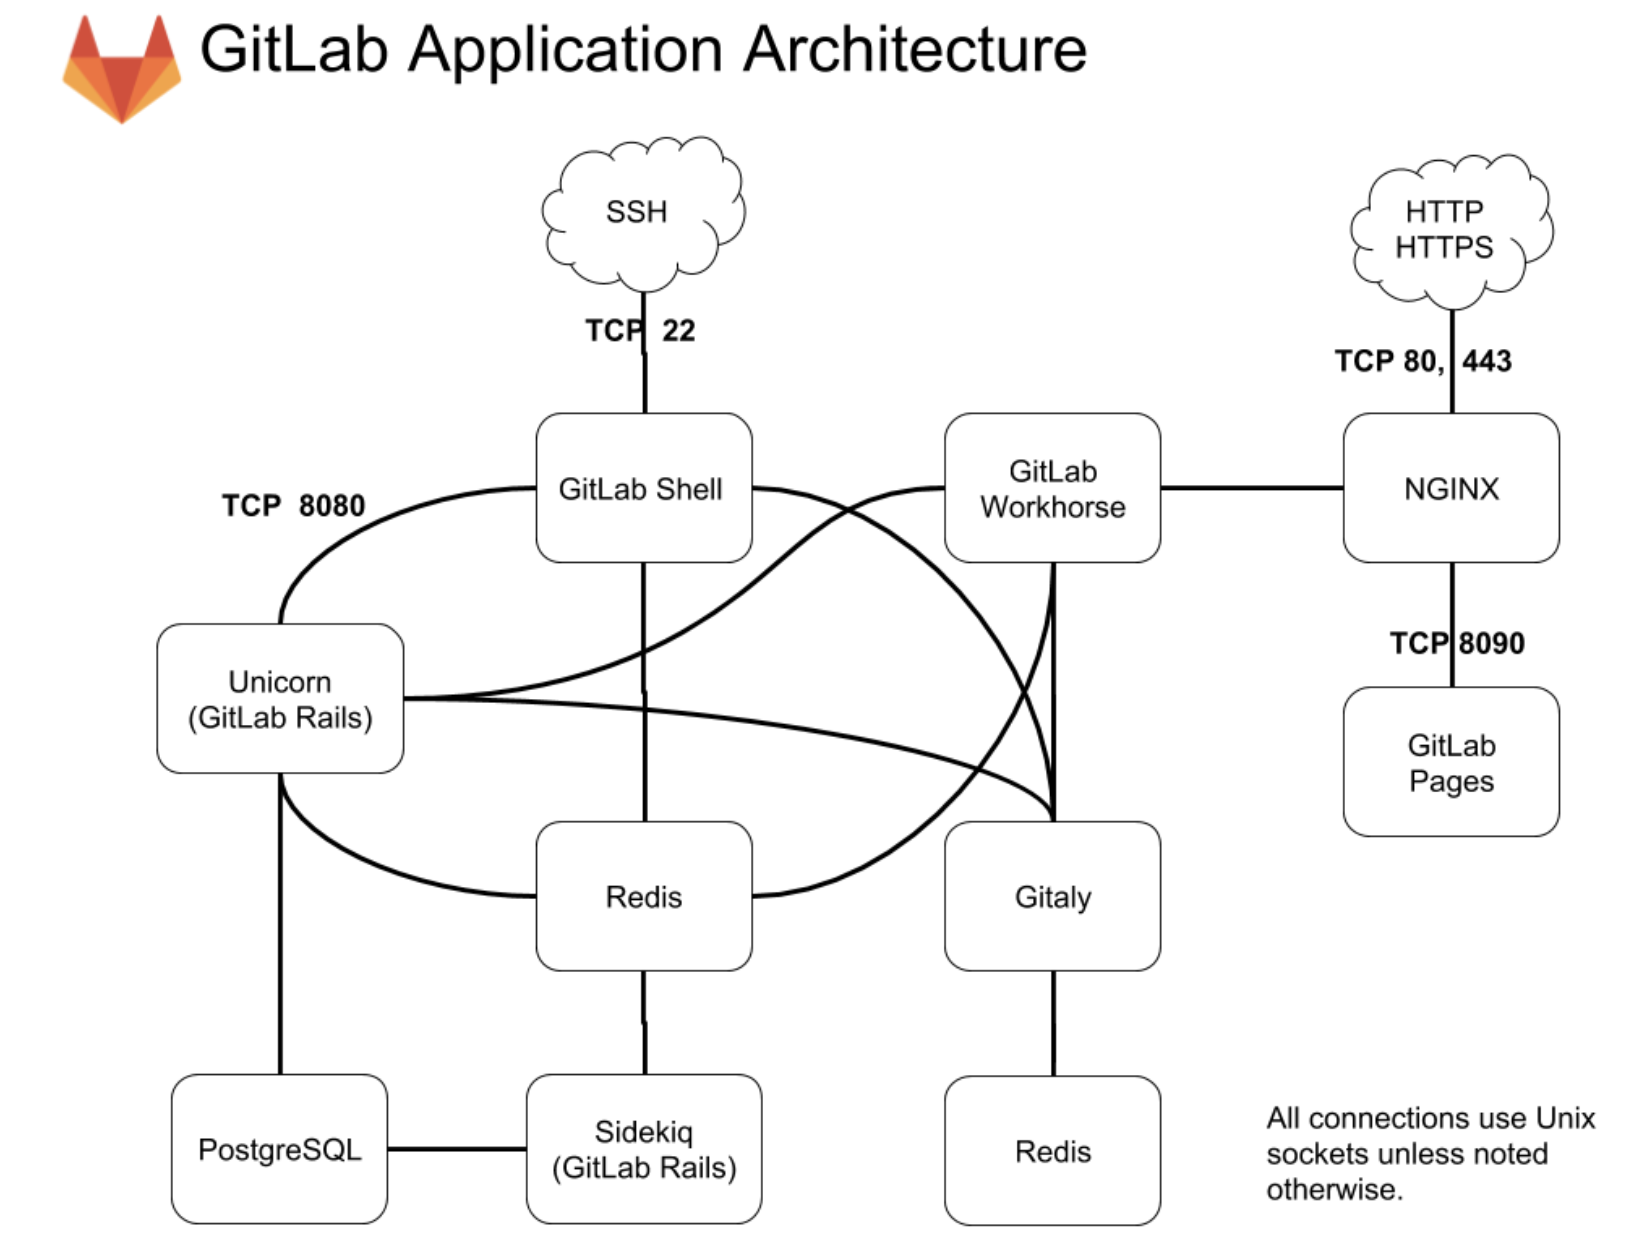 GitLab Application Architecture
SSH
HTTP
HTTPS
TCP 22
TCP 80, 443
GitLab Shell
GitLab
Workhorse
NGINX
TCP 8080
TCP 8090
Unicorn
(GitLab Rails)
GitLab
Pages
Redis
Gitaly
PostgreSQL
Sidekiq
(GitLab Rails)
Redis
All connections use Unix
sockets unless noted
otherwise.